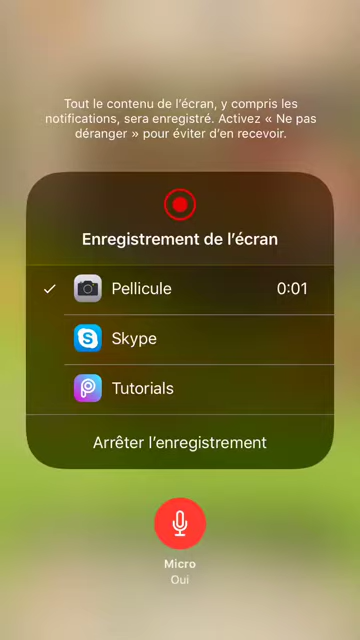 Tout le contenu de l'écran, y compris les
notifications, sera enregistré. Activez « Ne pas
déranger » pour éviter d'en recevoir.
Enregistrement de l'écran
Pellicule 0:01
Skype
Tutorials
Arrêter l'enregistrement
Micro
Oui